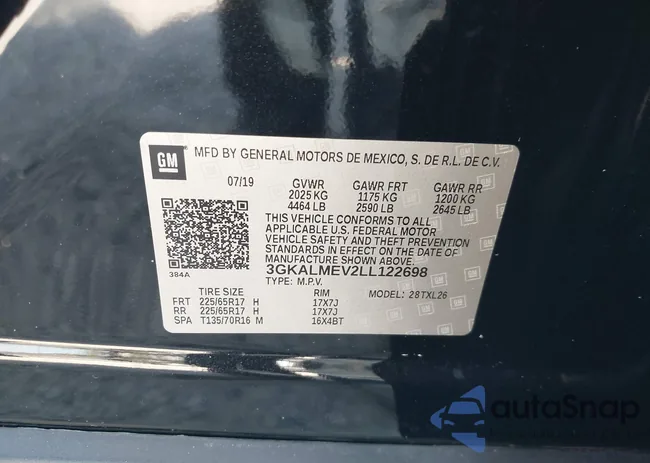 GM
MFD BY GENERAL MOTORS DE MEXICO, S. DE R.L. DE C.V.
07/19 GVWR GAWR FRT GAWR RR
2025 KG 1175 KG 1200 KG
4464 LB 2590 LB 2645 LB
THIS VEHICLE CONFORMS TO ALL
APPLICABLE U.S. FEDERAL MOTOR
VEHICLE SAFETY AND THEFT PREVENTION
STANDARDS IN EFFECT ON THE DATE OF
MANUFACTURE SHOWN ABOVE.
384A 3GKALMEV2LL122698
TYPE: M.P.V.
TIRE SIZE RIM MODEL: 28TXL26
FRT 225/65R17 H 17X7J
RR 225/65R17 H 17X7J
SPA T135/70R16 M 16X4BT
autoSnap